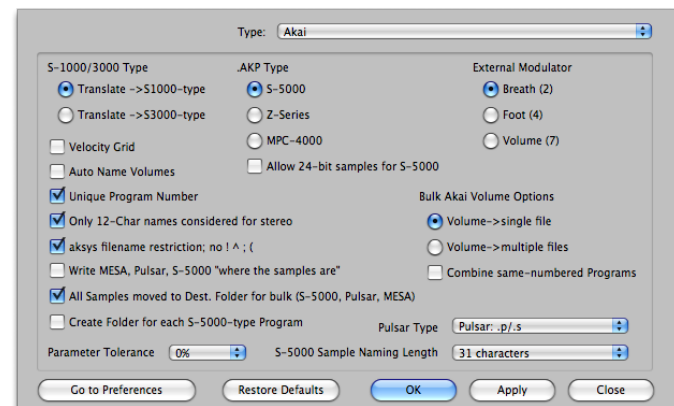 Type: Akai
S-1000/3000 Type
.AKP Type
External Modulator
Translate ->S1000-type
S-5000
Breath (2)
Translate ->S3000-type
Z-Series
Foot (4)
Velocity Grid
MPC-4000
Volume (7)
Auto Name Volumes
Allow 24-bit samples for S-5000
Unique Program Number
Bulk Akai Volume Options
Only 12-Char names considered for stereo
Volume->single file
aksys filename restriction; no ! ^ ; (
Volume->multiple files
Write MESA, Pulsar, S-5000 "where the samples are"
Combine same-numbered Programs
All Samples moved to Dest. Folder for bulk (S-5000, Pulsar, MESA)
Create Folder for each S-5000-type Program
Pulsar Type Pulsar: .p/.s
Parameter Tolerance 0%
S-5000 Sample Naming Length 31 characters
Go to Preferences
Restore Defaults
OK
Apply
Close